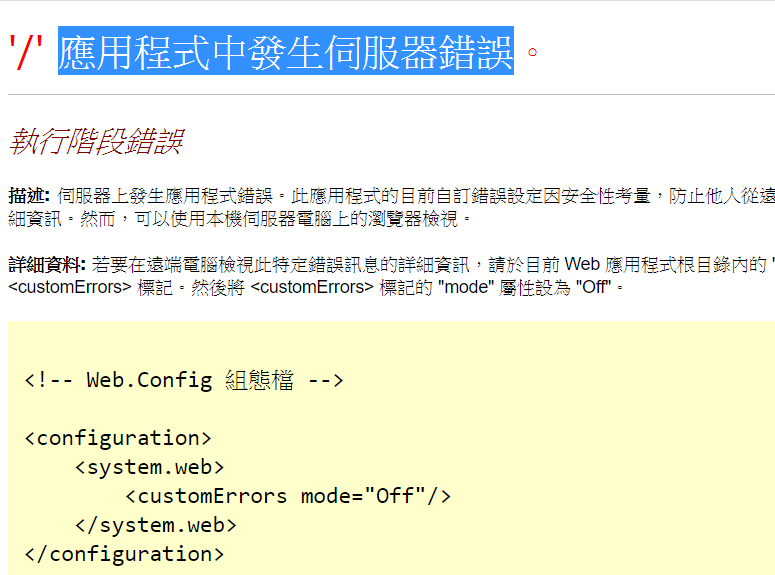 '/' 應用程式中發生伺服器錯誤。
執行階段錯誤
描述: 伺服器上發生應用程式錯誤。此應用程式的目前自訂錯誤設定因安全性考量，防止他人從遠
細資訊。然而，可以使用本機伺服器電腦上的瀏覽器檢視。
詳細資料: 若要在遠端電腦檢視此特定錯誤訊息的詳細資訊，請於目前 Web 應用程式根目錄內的 "
<customErrors> 標記。然後將 <customErrors> 標記的 "mode" 屬性設為 "Off"。
<!-- Web.Config 組態檔 -->
<configuration>
    <system.web>
        <customErrors mode="Off"/>
    </system.web>
</configuration>